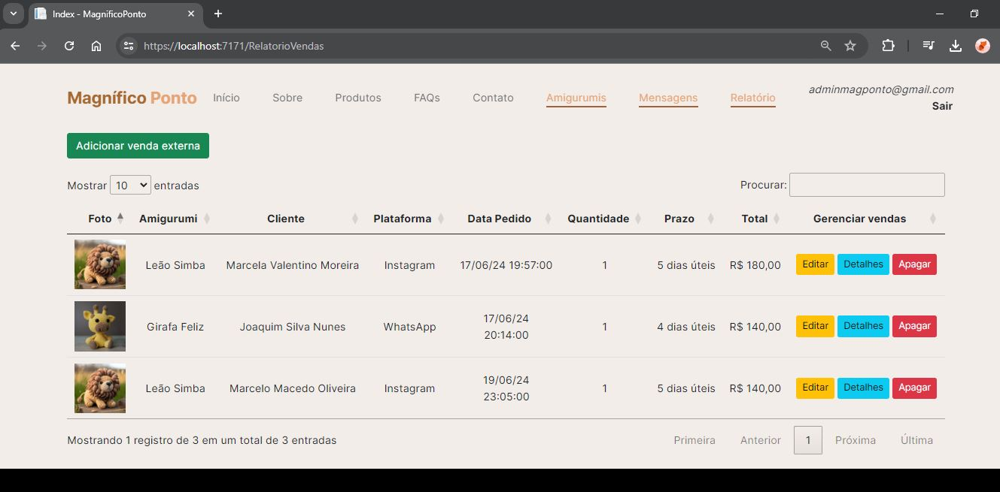 Index - MagnificoPonto
https://localhost:7171/RelatorioVendas
Magnífico Ponto Início Sobre Produtos FAQs Contato Amigurumis Mensagens Relatório adminmagponto@gmail.com
Sair
Adicionar venda externa
Mostrar 10 entradas Procurar:
Foto Amigurumi Cliente Plataforma Data Pedido Quantidade Prazo Total Gerenciar vendas
Leão Simba Marcela Valentino Moreira Instagram 17/06/24 19:57:00 1 5 dias úteis R$ 180,00 Editar Detalhes Apagar
Girafa Feliz Joaquim Silva Nunes WhatsApp 17/06/24 20:14:00 1 4 dias úteis R$ 140,00 Editar Detalhes Apagar
Leão Simba Marcelo Macedo Oliveira Instagram 19/06/24 23:05:00 1 5 dias úteis R$ 140,00 Editar Detalhes Apagar
Mostrando 1 registro de 3 em um total de 3 entradas Primeira Anterior 1 Próxima Última